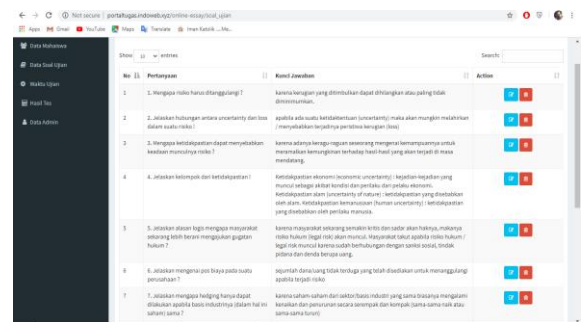 Not secure | portaltugas.indoweb.xyz/online-essay/soal_ujian
Apps Gmail YouTube Maps Translate Iman Katolik ...Me...
Data Mahasiswa
Data Soal Ujian
Waktu Ujian
Hasil Tes
Data Admin
Show 10 entries Search:
No Pertanyaan Kunci Jawaban Action
1 1. Mengapa risiko harus ditanggulangi ? karena kerugian yang ditimbulkan dapat dihilangkan atau paling tidak
diminimumkan.
2 2. Jelaskan hubungan antara uncertainty dan loss apabila ada suatu ketidaktentuan (uncertainty) maka akan mungkin melahirkan
dalam suatu risiko ! / menyebabkan terjadinya peristiwa kerugian (loss)
3 3. Mengapa ketidakpastian dapat menyebabkan karena adanya keragu-raguan seseorang mengenai kemampuannya untuk
keadaan munculnya risiko ? meramalkan kemungkinan terhadap hasil-hasil yang akan terjadi di masa
mendatang.
4 4. Jelaskan kelompok dari ketidakpastian ! Ketidakpastian ekonomi (economic uncertainty) : kejadian-kejadian yang
muncul sebagai akibat kondisi dan perilaku dari pelaku ekonomi.
Ketidakpastian alam (uncertainty of nature) : ketidakpastian yang disebabkan
oleh alam. Ketidakpastian kemanusiaan (human uncertainty) : ketidakpastian
yang disebabkan oleh perilaku manusia.
5 5. Jelaskan alasan logis mengapa masyarakat karena masyarakat sekarang semakin kritis dan sadar akan haknya, makanya
sekarang lebih berani mengajukan gugatan risiko hukum (legal risk) akan muncul. Masyarakat takut apabila risiko hukum /
hukum ? legal risk muncul karena sudah berhubungan dengan sanksi sosial, tindak
pidana dan denda berupa uang.
6 6. Jelaskan mengenai pos biaya pada suatu sejumlah dana/uang tidak terduga yang telah disediakan untuk menanggulangi
perusahaan ? apabila terjadi risiko
7 7. Jelaskan mengapa hedging hanya dapat karena saham-saham dari sektor/basis industri yang sama biasanya mengalami
dilakukan apabila basis industrinya (dalam hal ini kenaikan dan penurunan secara serempak dan kompak (sama-sama naik atau
saham) sama ? sama-sama turun)